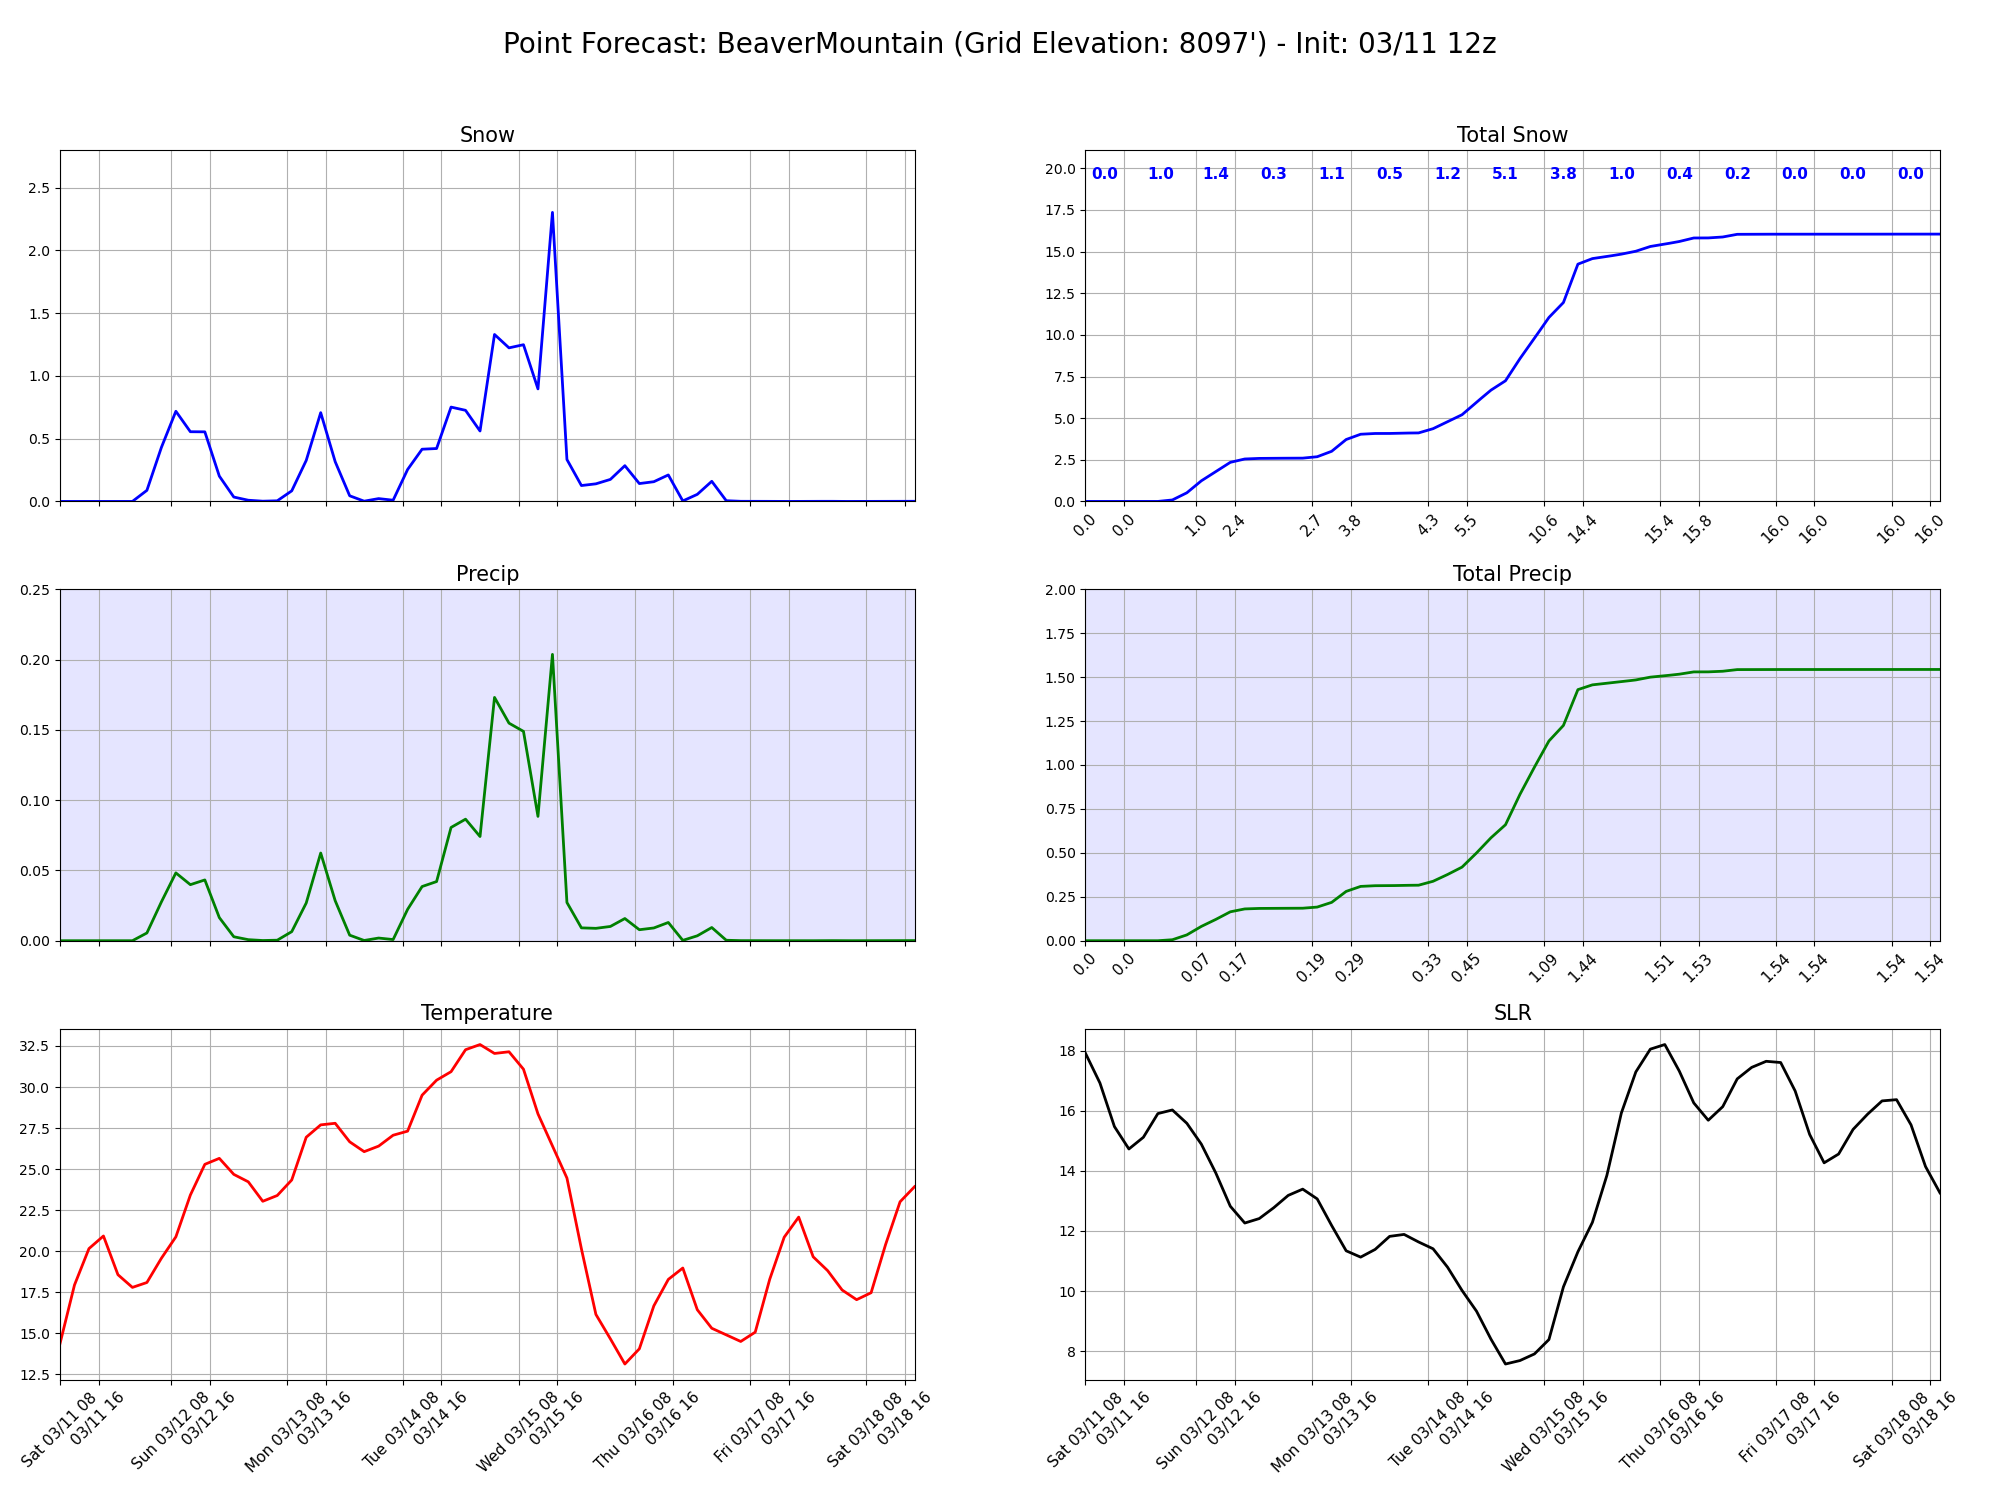 Point Forecast: BeaverMountain (Grid Elevation: 8097') - Init: 03/11 12z
Snow
2.5
2.0
1.5
1.0
0.5
0.0
Total Snow
0.0 1.0 1.4 0.3 1.1 0.5 1.2 5.1 3.8 1.0 0.4 0.2 0.0 0.0 0.0
20.0
17.5
15.0
12.5
10.0
7.5
5.0
2.5
0.0
0.0 0.0 1.0 2.4 2.7 3.8 4.3 5.5 10.6 14.4 15.4 15.8 16.0 16.0 16.0 16.0
Precip
0.25
0.20
0.15
0.10
0.05
0.00
Total Precip
2.00
1.75
1.50
1.25
1.00
0.75
0.50
0.25
0.00
0.0 0.0 0.07 0.17 0.19 0.29 0.33 0.45 1.09 1.44 1.51 1.53 1.54 1.54 1.54 1.54
Temperature
32.5
30.0
27.5
25.0
22.5
20.0
17.5
15.0
12.5
Sat 03/11 08
03/11 16
Sun 03/12 08
03/12 16
Mon 03/13 08
03/13 16
Tue 03/14 08
03/14 16
Wed 03/15 08
03/15 16
Thu 03/16 08
03/16 16
Fri 03/17 08
03/17 16
Sat 03/18 08
03/18 16
SLR
18
16
14
12
10
8
Sat 03/11 08
03/11 16
Sun 03/12 08
03/12 16
Mon 03/13 08
03/13 16
Tue 03/14 08
03/14 16
Wed 03/15 08
03/15 16
Thu 03/16 08
03/16 16
Fri 03/17 08
03/17 16
Sat 03/18 08
03/18 16